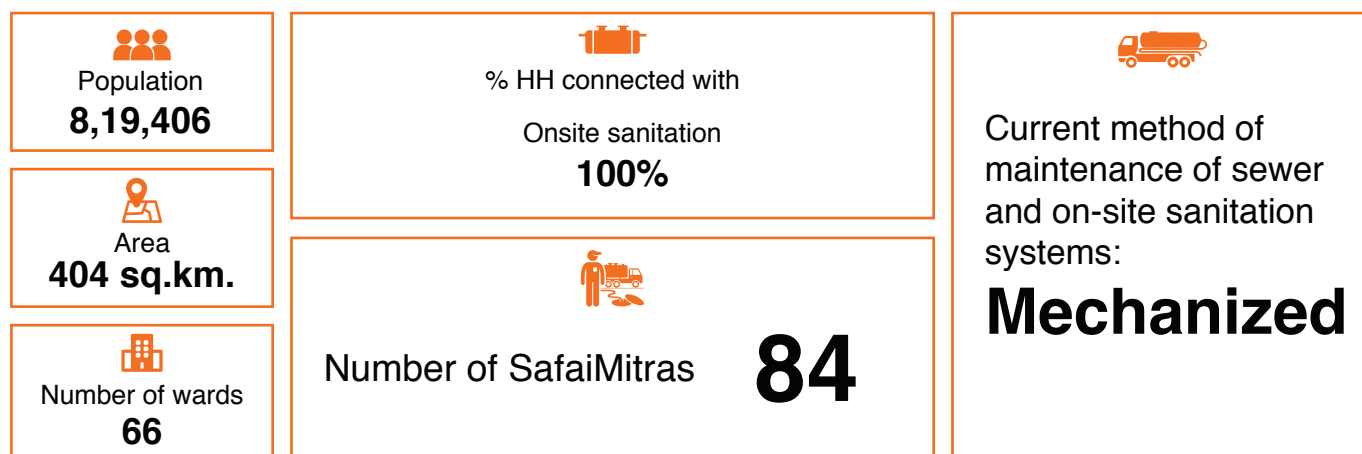 Population
8,19,406
Area
404 sq.km.
Number of wards
66
% HH connected with
Onsite sanitation
100%
Number of SafaiMitras
84
Current method of
maintenance of sewer
and on-site sanitation
systems:
Mechanized